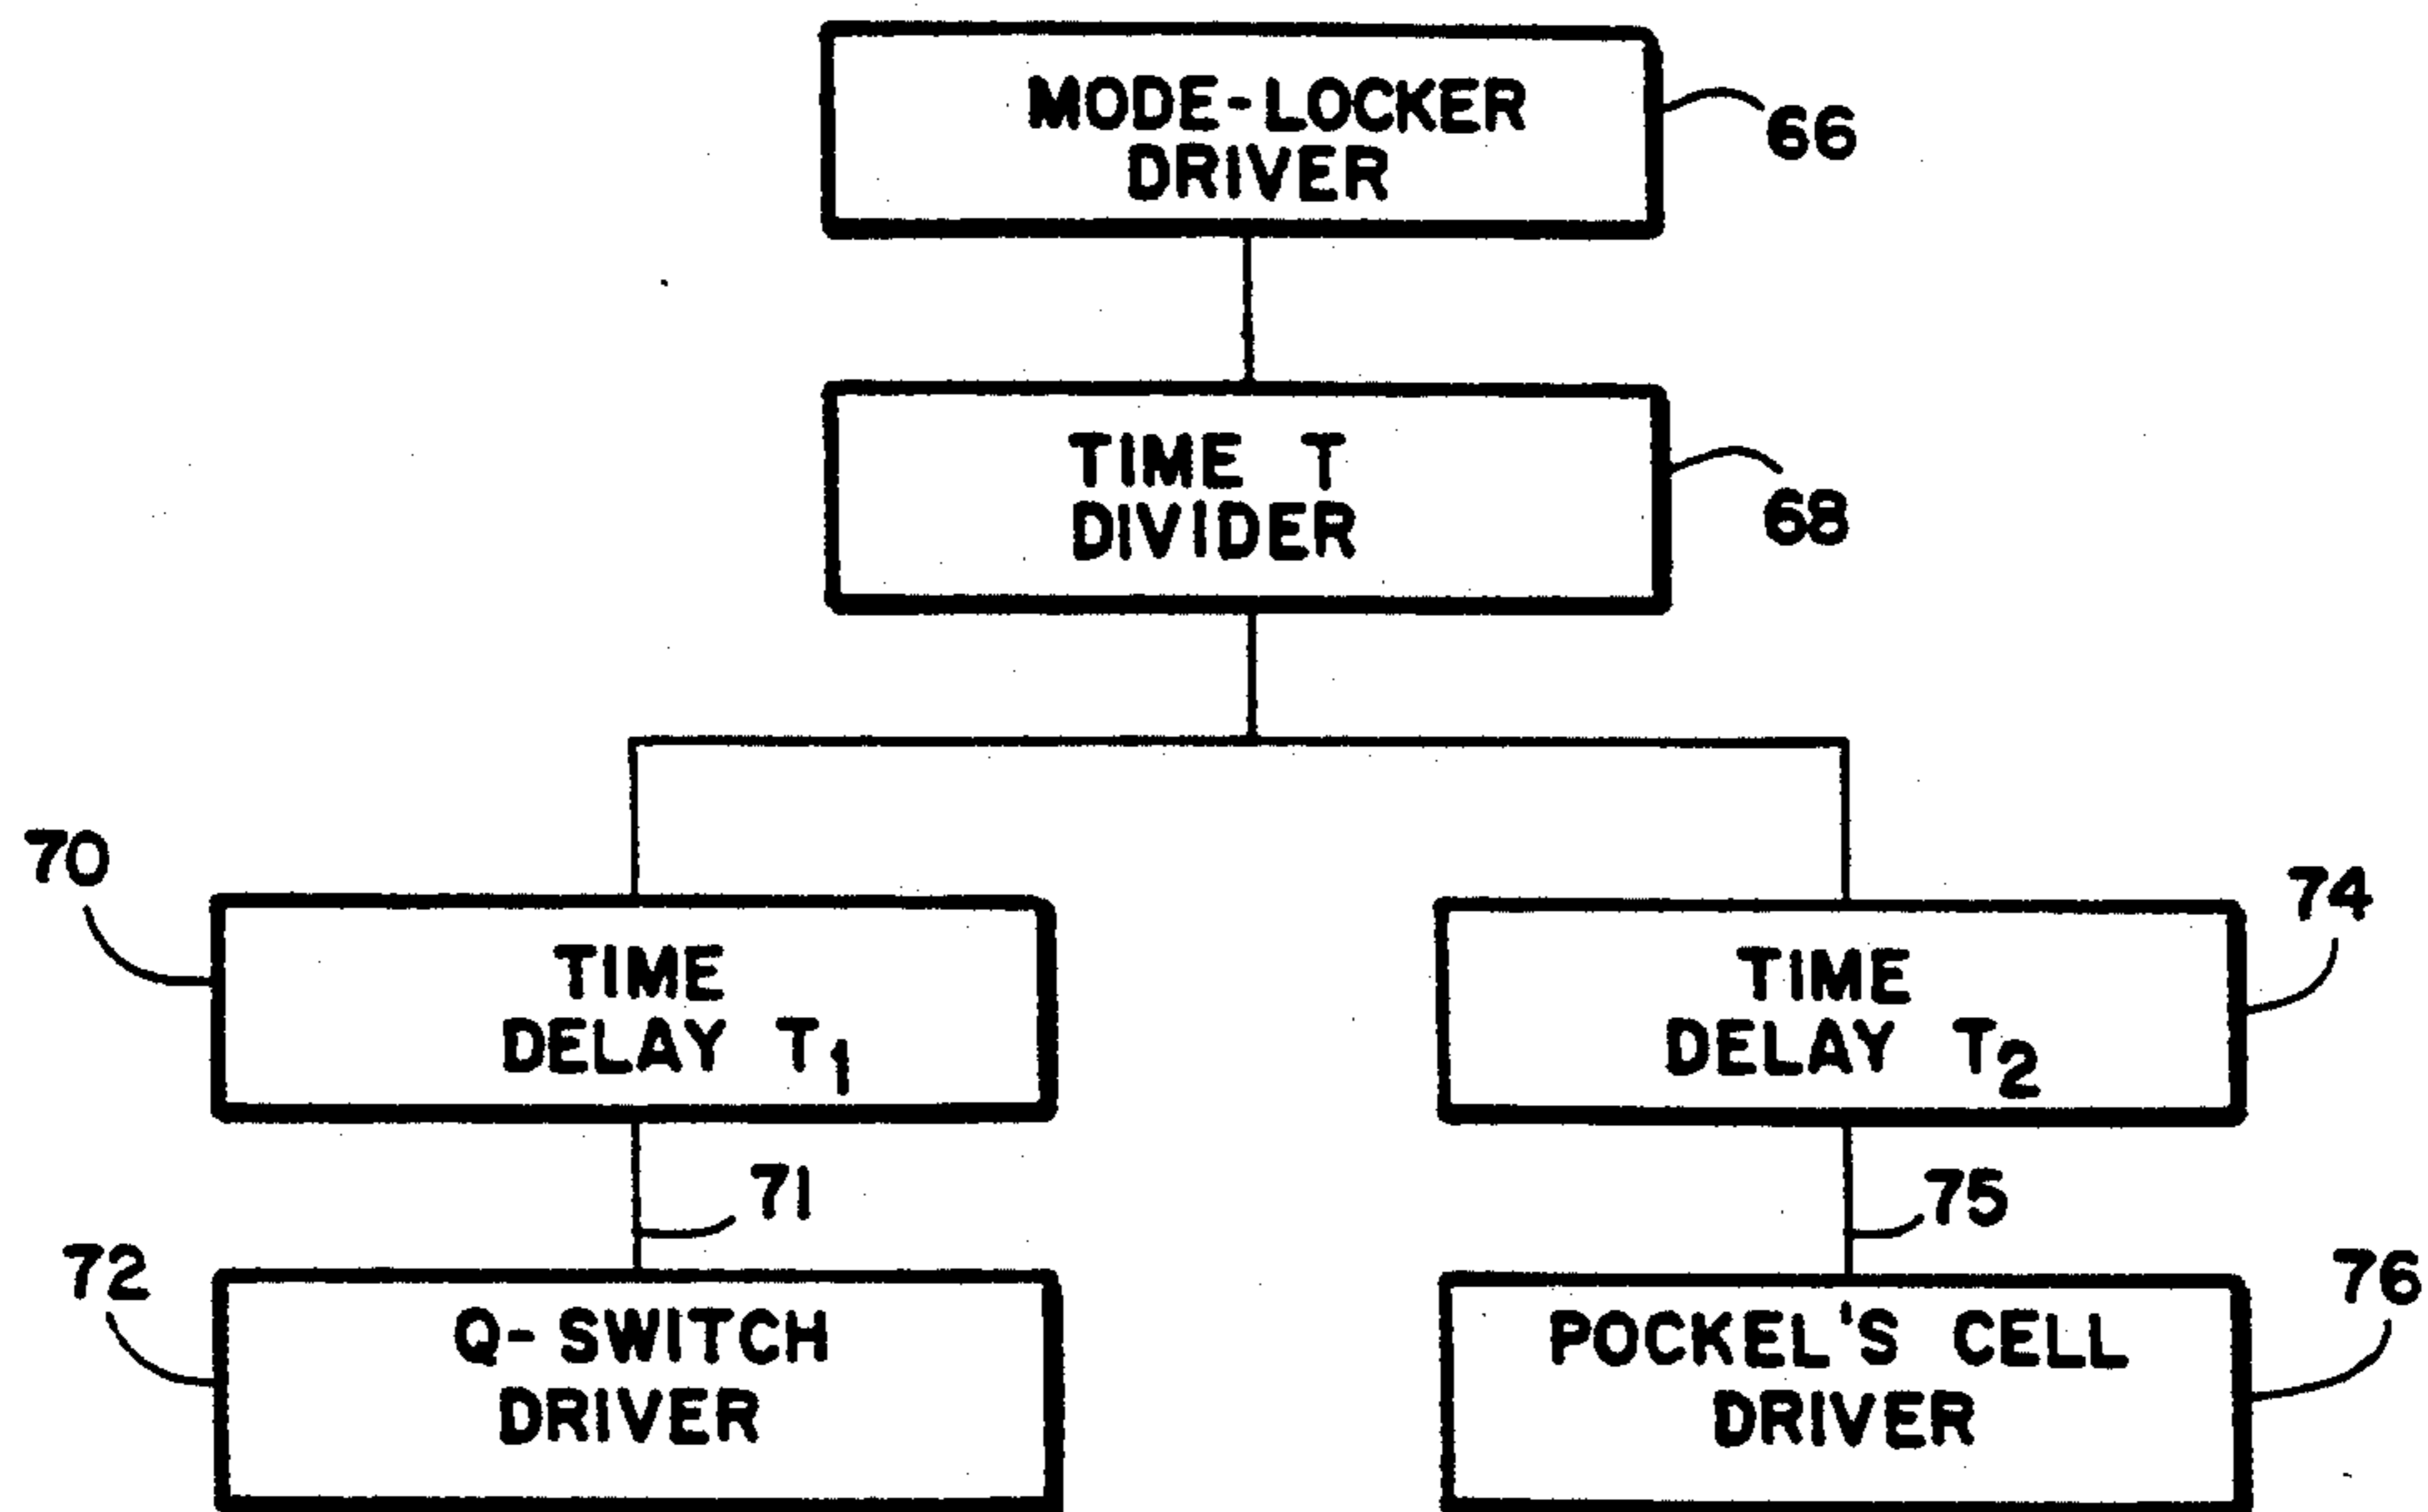 MODE-LOCKER
DRIVER
66
TIME T
DIVIDER
68
70
TIME
DELAY T1
74
TIME
DELAY T2
71
75
72
Q-SWITCH
DRIVER
76
POCKEL'S CELL
DRIVER